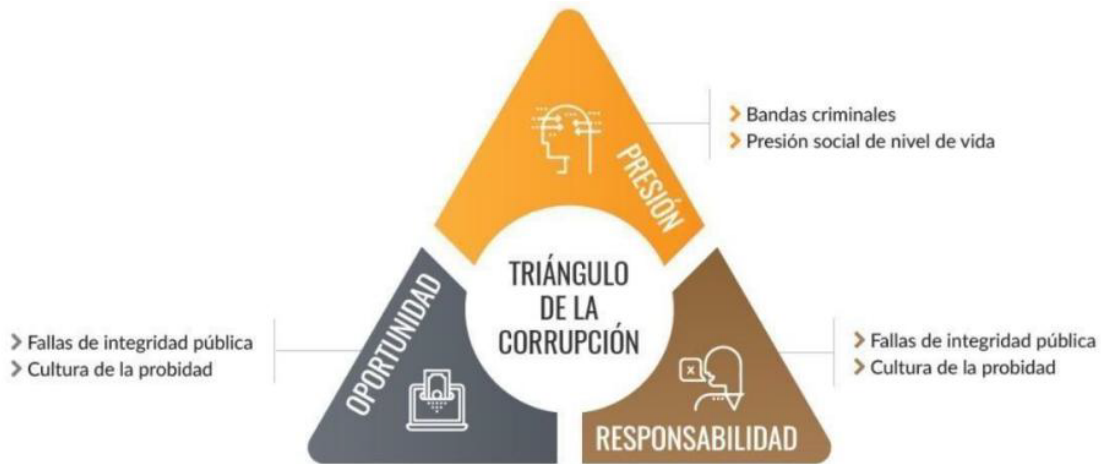 > Bandas criminales
> Presión social de nivel de vida
PRESIÓN
TRIÁNGULO
DE LA
CORRUPCIÓN
OPORTUNIDAD
> Fallas de integridad pública
> Cultura de la probidad
x
RESPONSABILIDAD
> Fallas de integridad pública
> Cultura de la probidad